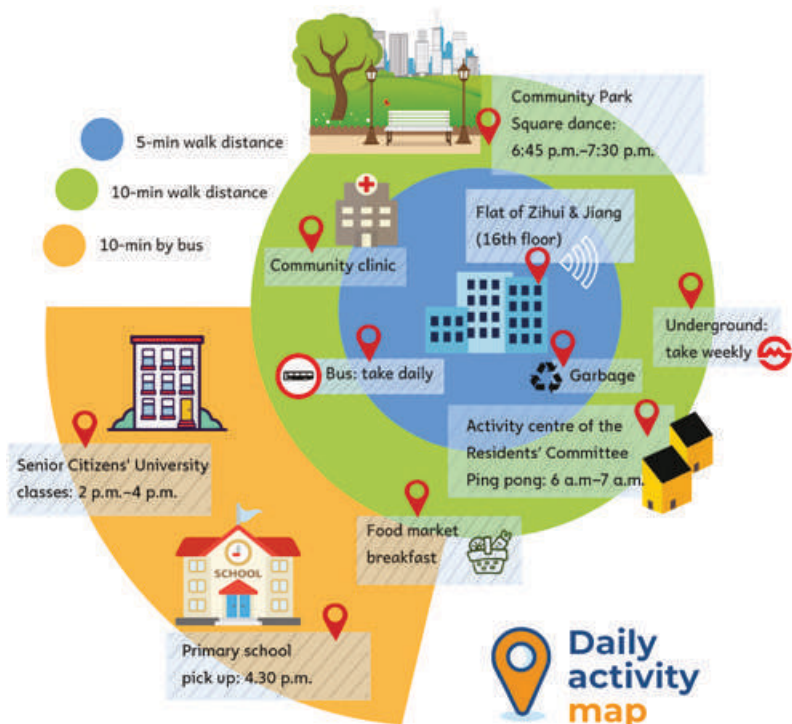 Community Park
Square dance:
6:45 p.m.–7:30 p.m.
5-min walk distance
10-min walk distance
10-min by bus
Flat of Zihui & Jiang
(16th floor)
Community clinic
Underground:
take weekly
Bus: take daily
Garbage
Activity centre of the
Residents' Committee
Ping pong: 6 a.m–7 a.m.
Senior Citizens' University
classes: 2 p.m.–4 p.m.
Food market
breakfast
SCHOOL
Primary school
pick up: 4.30 p.m.
Daily
activity
map